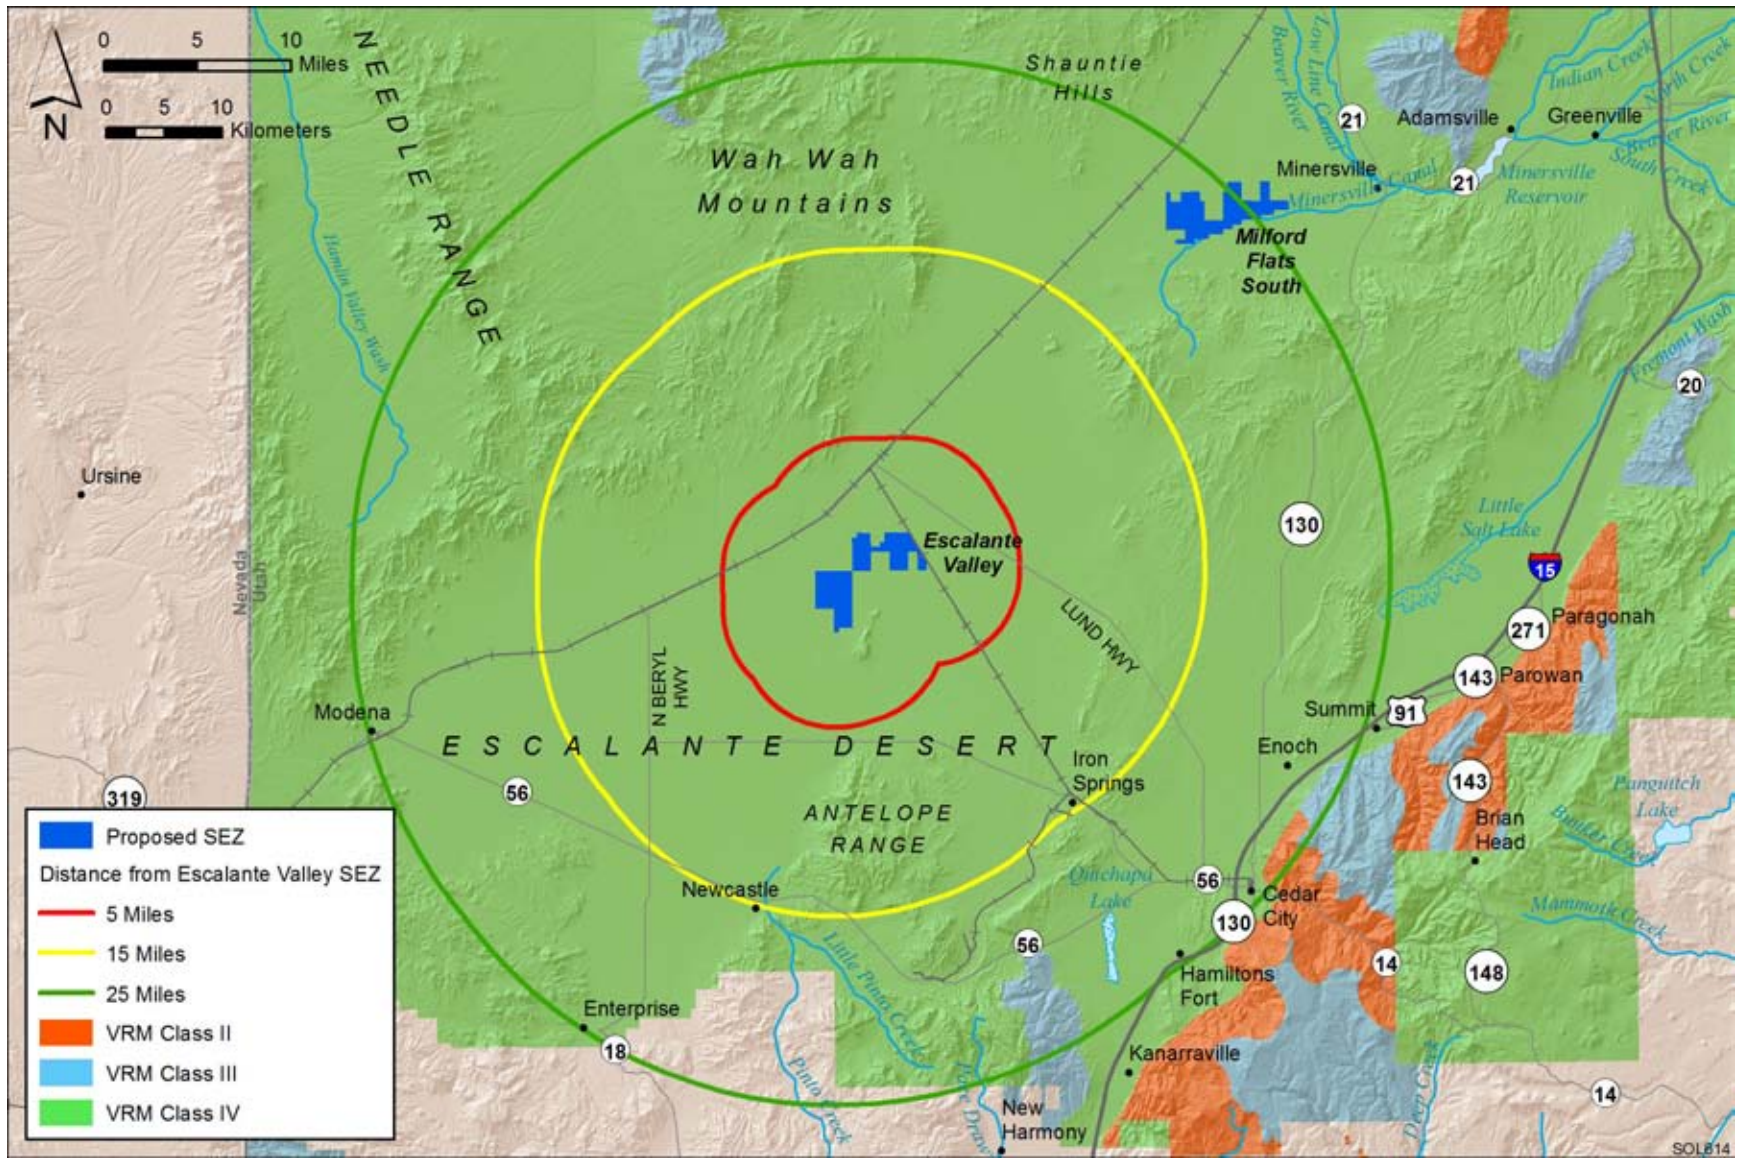 0 5 10
Miles
0 5 10
Kilometers
N
NEEDLE RANGE
Shauntie
Hills
Wah Wah
Mountains
Beaver River
Low Line Canal
21
Adamsville
Indian Creek
North Creek
Greenville
Beaver River
South Creek
Minersville
Minersville Canal
21
Minersville
Reservoir
Milford
Flats
South
Hamlin Valley Wash
Fremont Wash
20
Ursine
Nevada
Utah
Escalante
Valley
130
Little
Salt Lake
15
271
Paragonah
LUND HWY
N BERYL
HWY
143
Parowan
Modena
Summit
91
ESCALANTE DESERT
Enoch
Iron
Springs
143
Panguitch
Lake
319
56
ANTELOPE
RANGE
Brian
Head
Bunker Creek
Newcastle
Quichapa
Lake
56
Cedar
City
130
Mammoth Creek
56
14
148
Little Pinto Creek
Hamiltons
Fort
Enterprise
18
Pinto Creek
Kanarraville
Deep Creek
14
New
Harmony
Proposed SEZ
Distance from Escalante Valley SEZ
5 Miles
15 Miles
25 Miles
VRM Class II
VRM Class III
VRM Class IV
SOL614